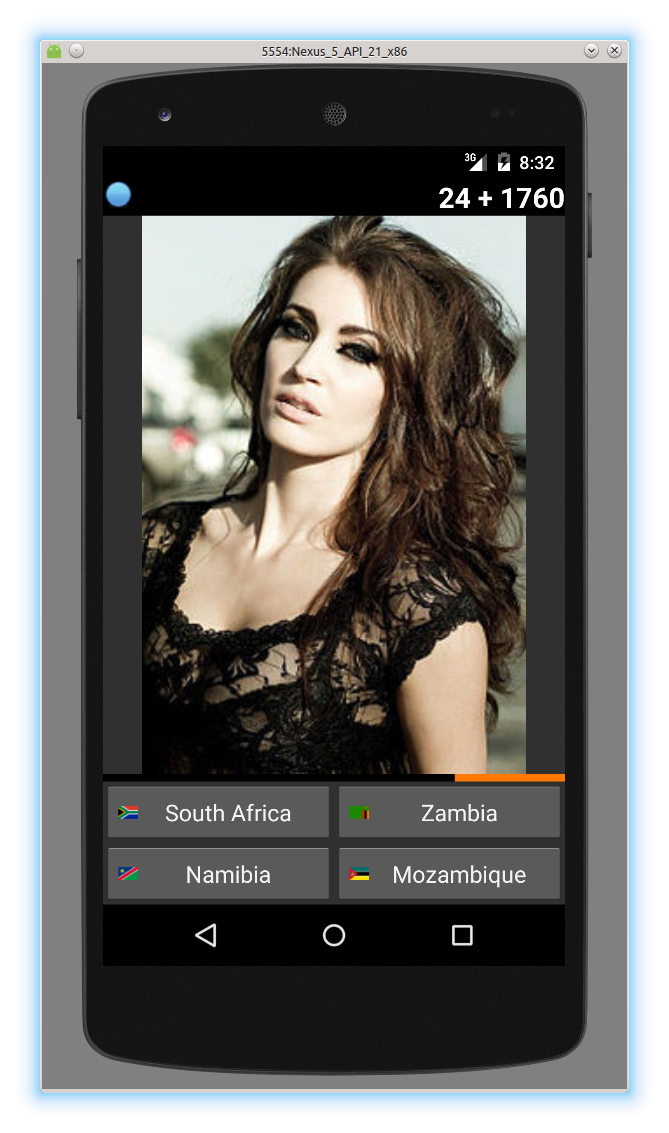 5554:Nexus_5_API_21_x86
3G 8:32
24 + 1760
South Africa
Zambia
Namibia
Mozambique